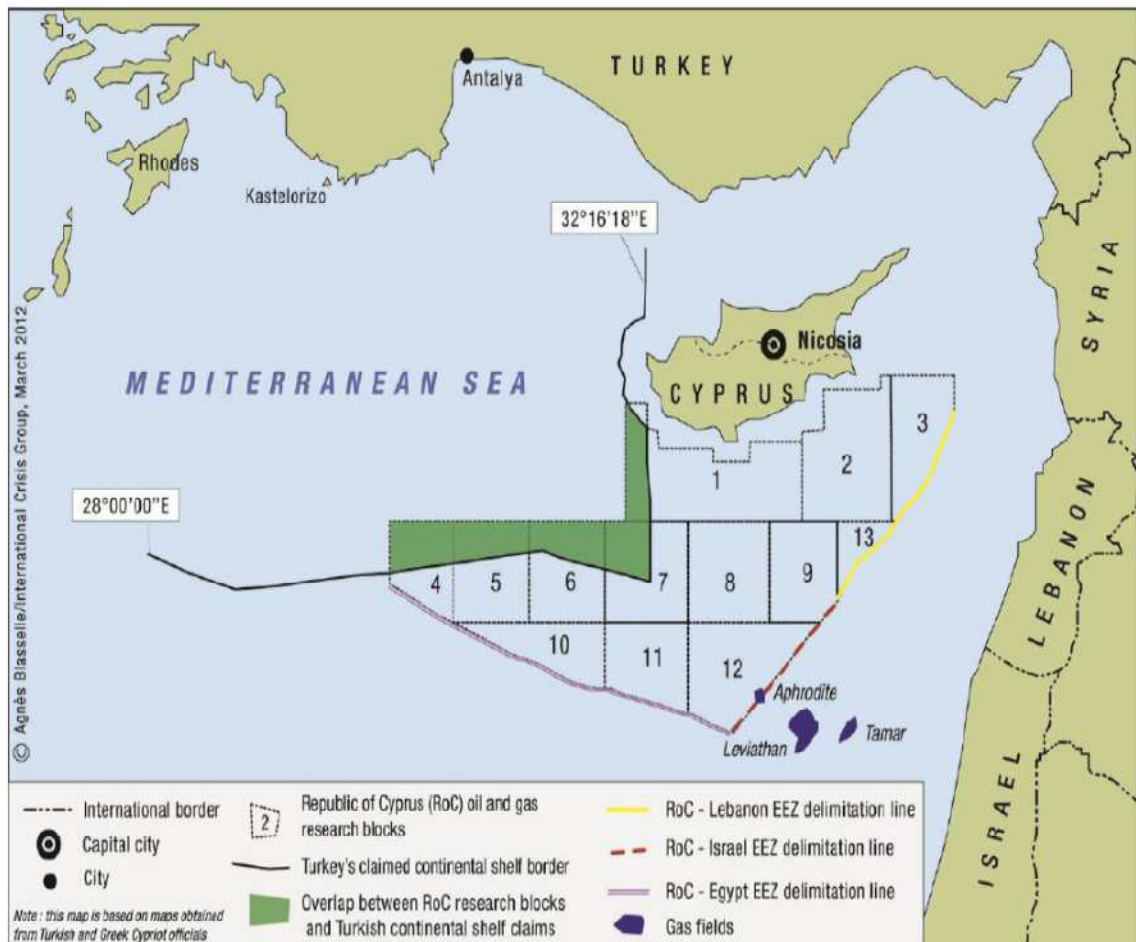 TURKEY
Antalya
Rhodes
Kastelorizo
32°16'18"E
SYRIA
Nicosia
MEDITERRANEAN SEA
CYPRUS
3
2
1
28°00'00"E
13
4
5
6
7
8
9
LEBANON
10
11
12
Aphrodite
Leviathan
Tamar
ISRAEL
© Agnès Blasselle/International Crisis Group, March 2012
International border
Capital city
City
Note : this map is based on maps obtained
from Turkish and Greek Cypriot officials
2
Republic of Cyprus (RoC) oil and gas
research blocks
Turkey's claimed continental shelf border
Overlap between RoC research blocks
and Turkish continental shelf claims
RoC - Lebanon EEZ delimitation line
RoC - Israel EEZ delimitation line
RoC - Egypt EEZ delimitation line
Gas fields